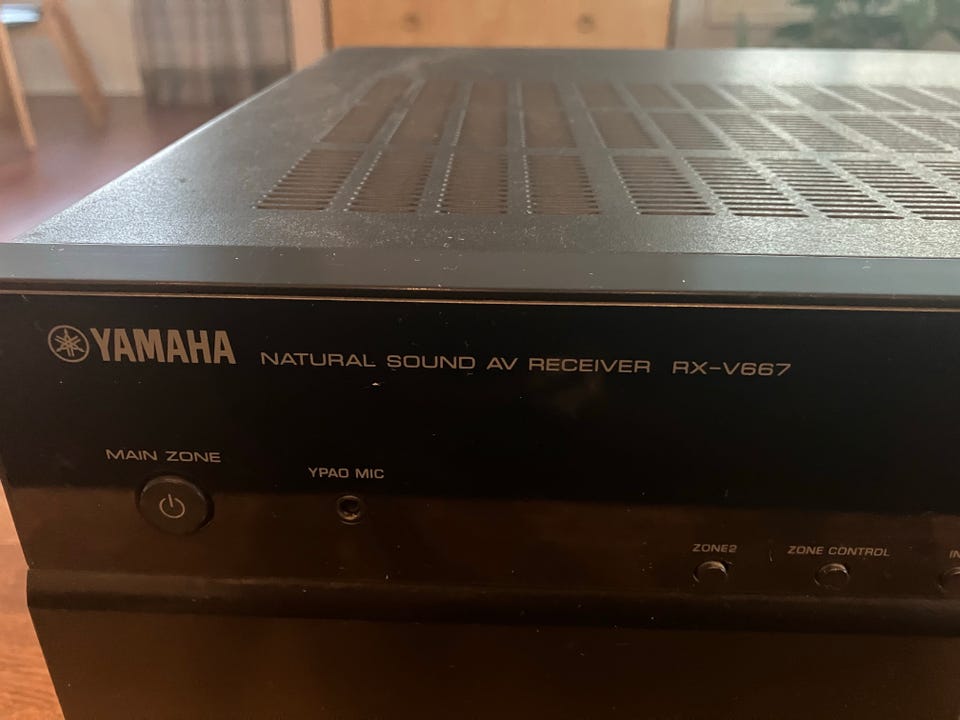 YAMAHA NATURAL SOUND AV RECEIVER RX-V667
MAIN ZONE
YPAO MIC
ZONE2 ZONE CONTROL